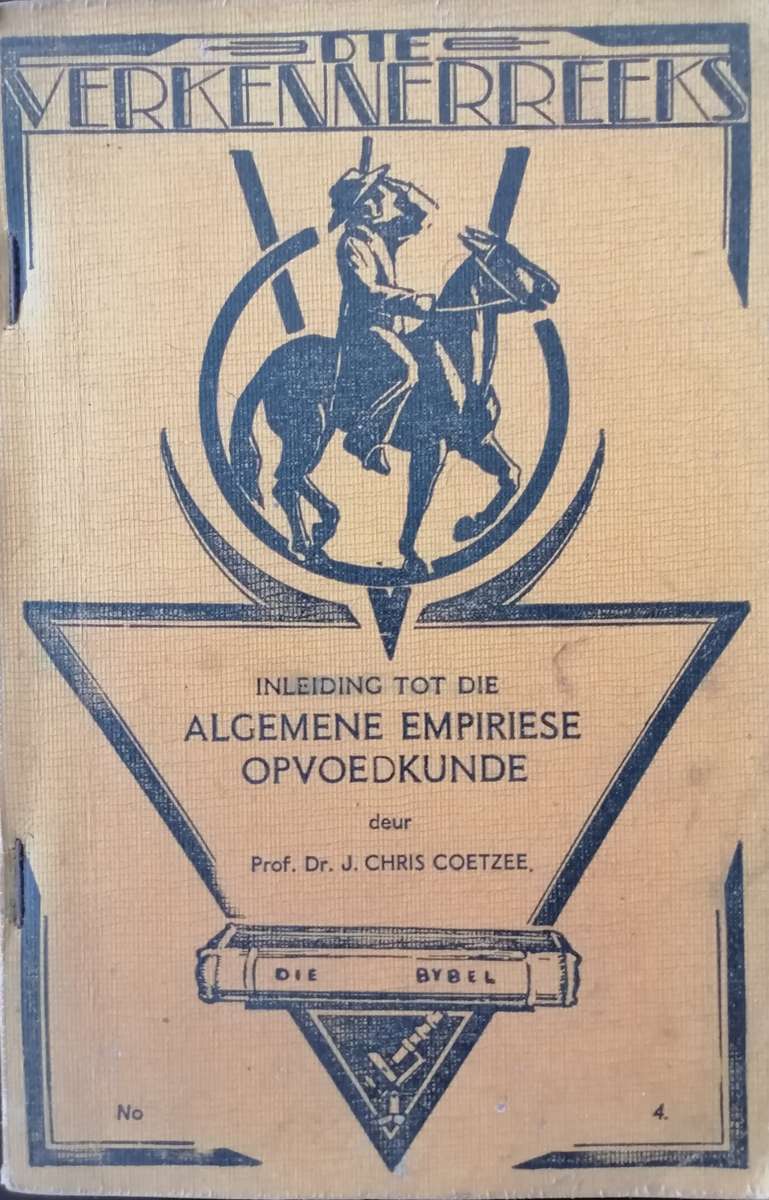 DIE
VERKENNERREEKS
INLEIDING TOT DIE
ALGEMENE EMPIRIESE
OPVOEDKUNDE
deur
Prof. Dr. J. CHRIS COETZEE.
DIE BYBEL
No 4.